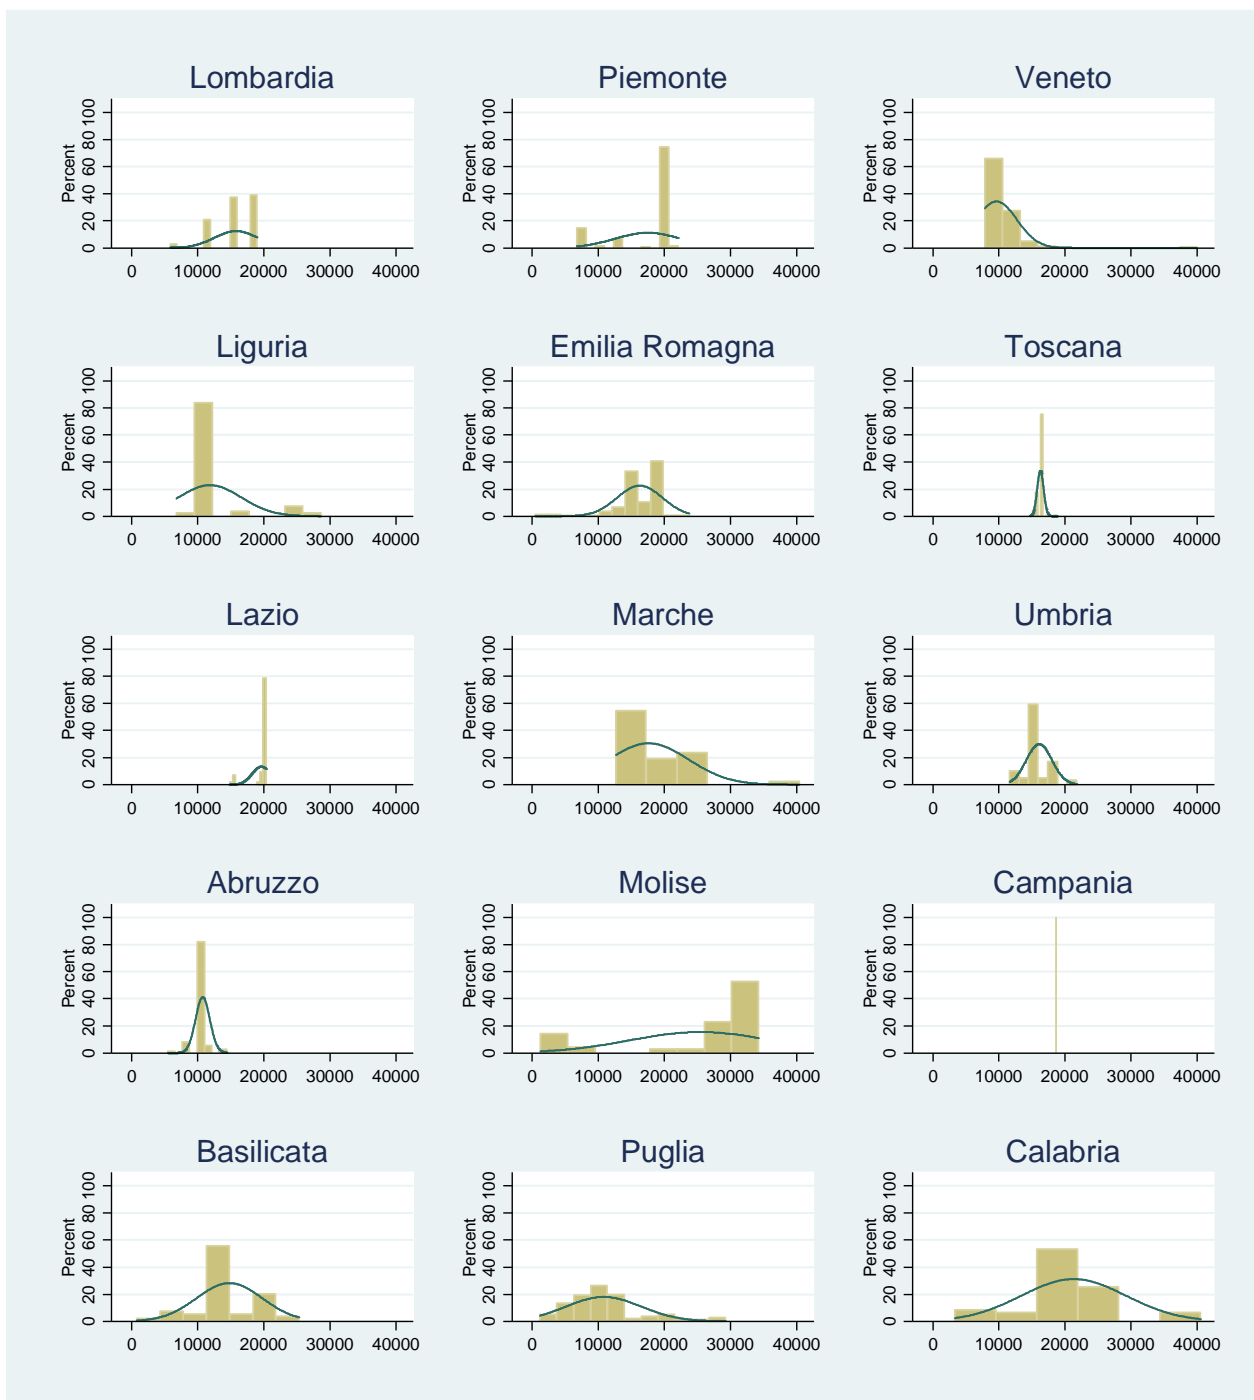 Lombardia Piemonte Veneto
Percent 0 20 40 60 80 100 Percent 0 20 40 60 80 100 Percent 0 20 40 60 80 100
0 10000 20000 30000 40000 0 10000 20000 30000 40000 0 10000 20000 30000 40000
Liguria Emilia Romagna Toscana
Percent 0 20 40 60 80 100 Percent 0 20 40 60 80 100 Percent 0 20 40 60 80 100
0 10000 20000 30000 40000 0 10000 20000 30000 40000 0 10000 20000 30000 40000
Lazio Marche Umbria
Percent 0 20 40 60 80 100 Percent 0 20 40 60 80 100 Percent 0 20 40 60 80 100
0 10000 20000 30000 40000 0 10000 20000 30000 40000 0 10000 20000 30000 40000
Abruzzo Molise Campania
Percent 0 20 40 60 80 100 Percent 0 20 40 60 80 100 Percent 0 20 40 60 80 100
0 10000 20000 30000 40000 0 10000 20000 30000 40000 0 10000 20000 30000 40000
Basilicata Puglia Calabria
Percent 0 20 40 60 80 100 Percent 0 20 40 60 80 100 Percent 0 20 40 60 80 100
0 10000 20000 30000 40000 0 10000 20000 30000 40000 0 10000 20000 30000 40000